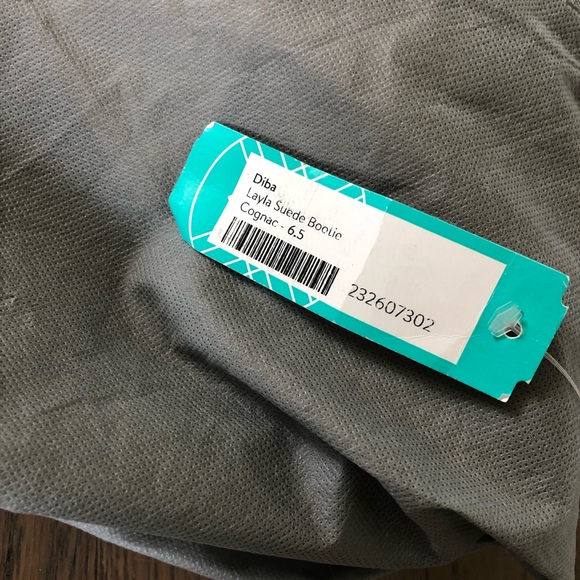 Diba
Layla Suede Bootie
Cognac - 6.5
232607302